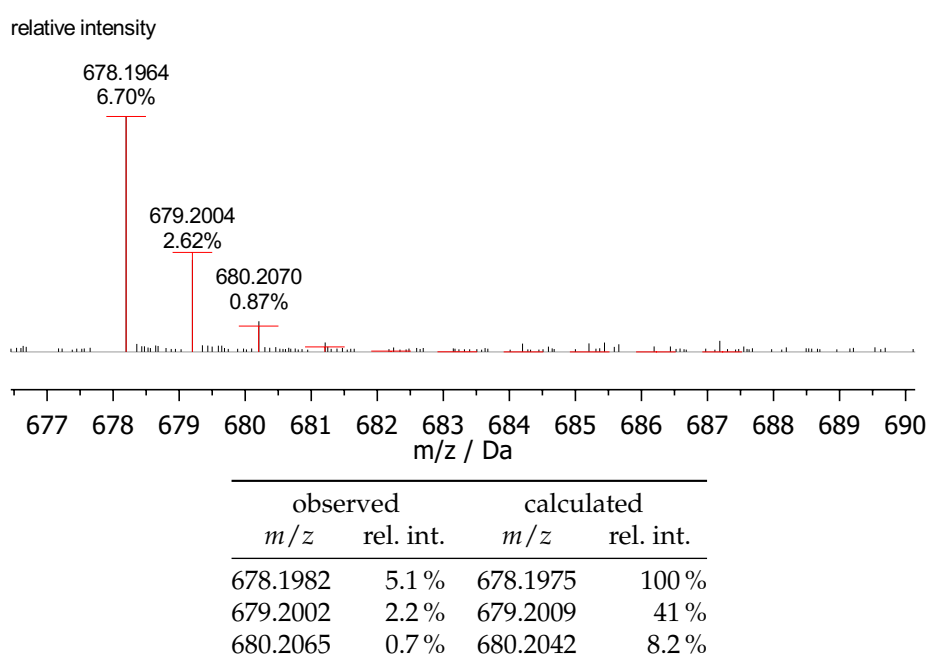 relative intensity
678.1964
6.70%
679.2004
2.62%
680.2070
0.87%
677 678 679 680 681 682 683 684 685 686 687 688 689 690
m/z / Da
observed calculated
m/z rel. int. m/z rel. int.
678.1982 5.1 % 678.1975 100 %
679.2002 2.2 % 679.2009 41 %
680.2065 0.7 % 680.2042 8.2 %